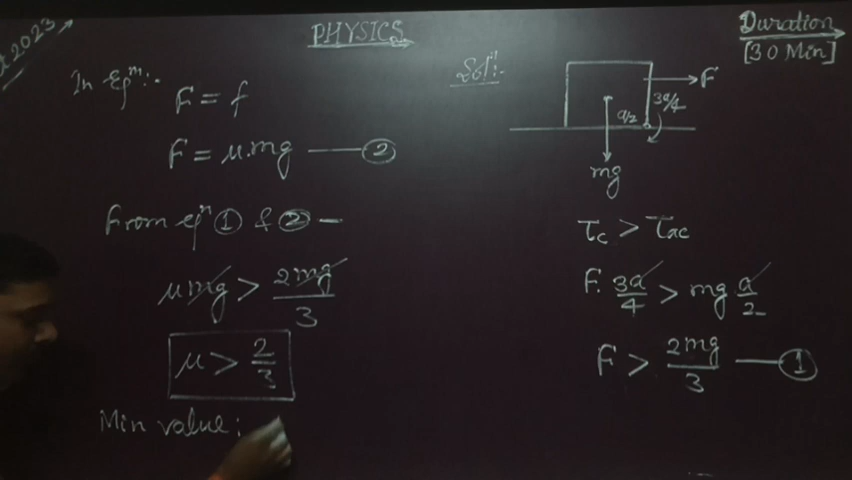 2023
PHYSICS
Duration
[30 Min]
In Eqᵐ:-
F = f
F = μ.mg — ②
From eqⁿ ① & ② -
μmg > 2mg/3
μ > 2/3
Min value:
Solⁿ:-
F
3a/4
a/2
mg
τc > τac
F. 3a/4 > mg a/2
F > 2mg/3 — ①